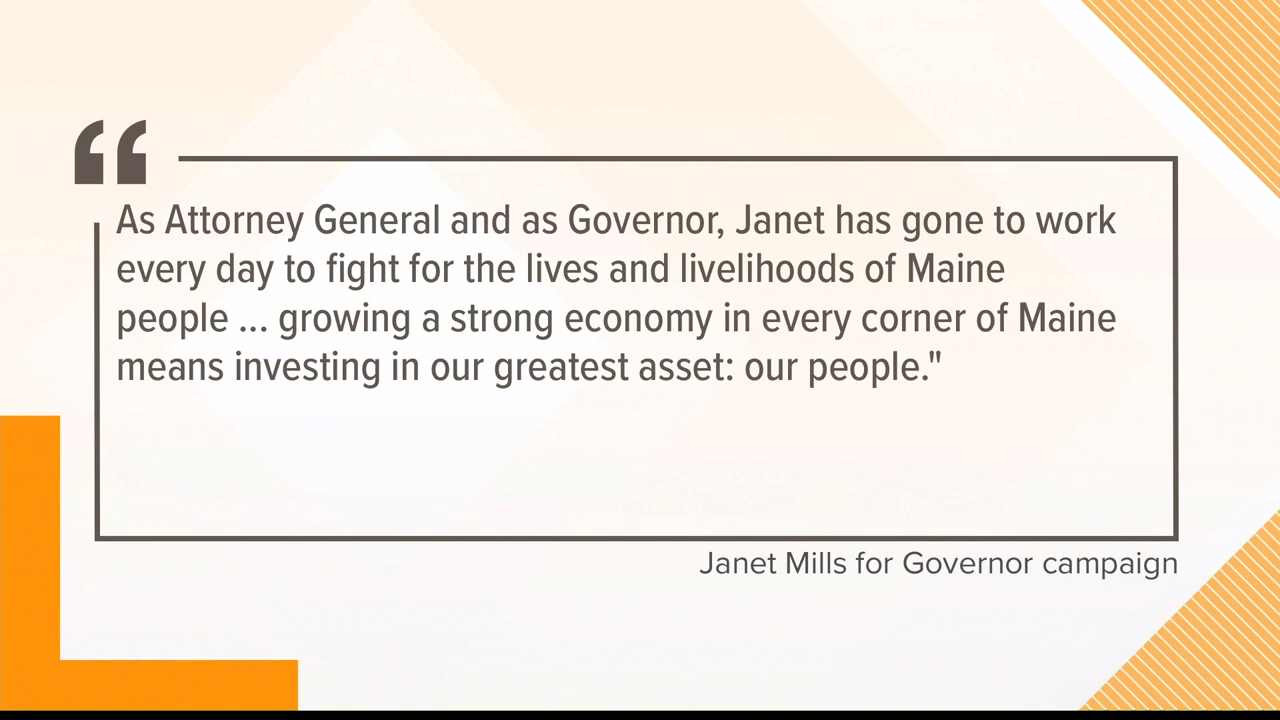 “
As Attorney General and as Governor, Janet has gone to work
every day to fight for the lives and livelihoods of Maine
people ... growing a strong economy in every corner of Maine
means investing in our greatest asset: our people."
Janet Mills for Governor campaign